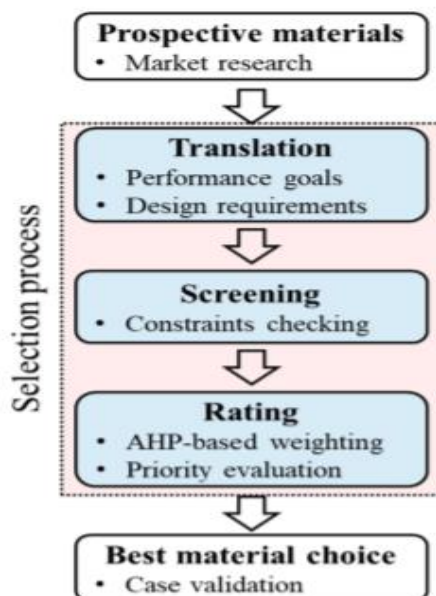 Prospective materials
• Market research
Selection process
Translation
• Performance goals
• Design requirements
Screening
• Constraints checking
Rating
• AHP-based weighting
• Priority evaluation
Best material choice
• Case validation